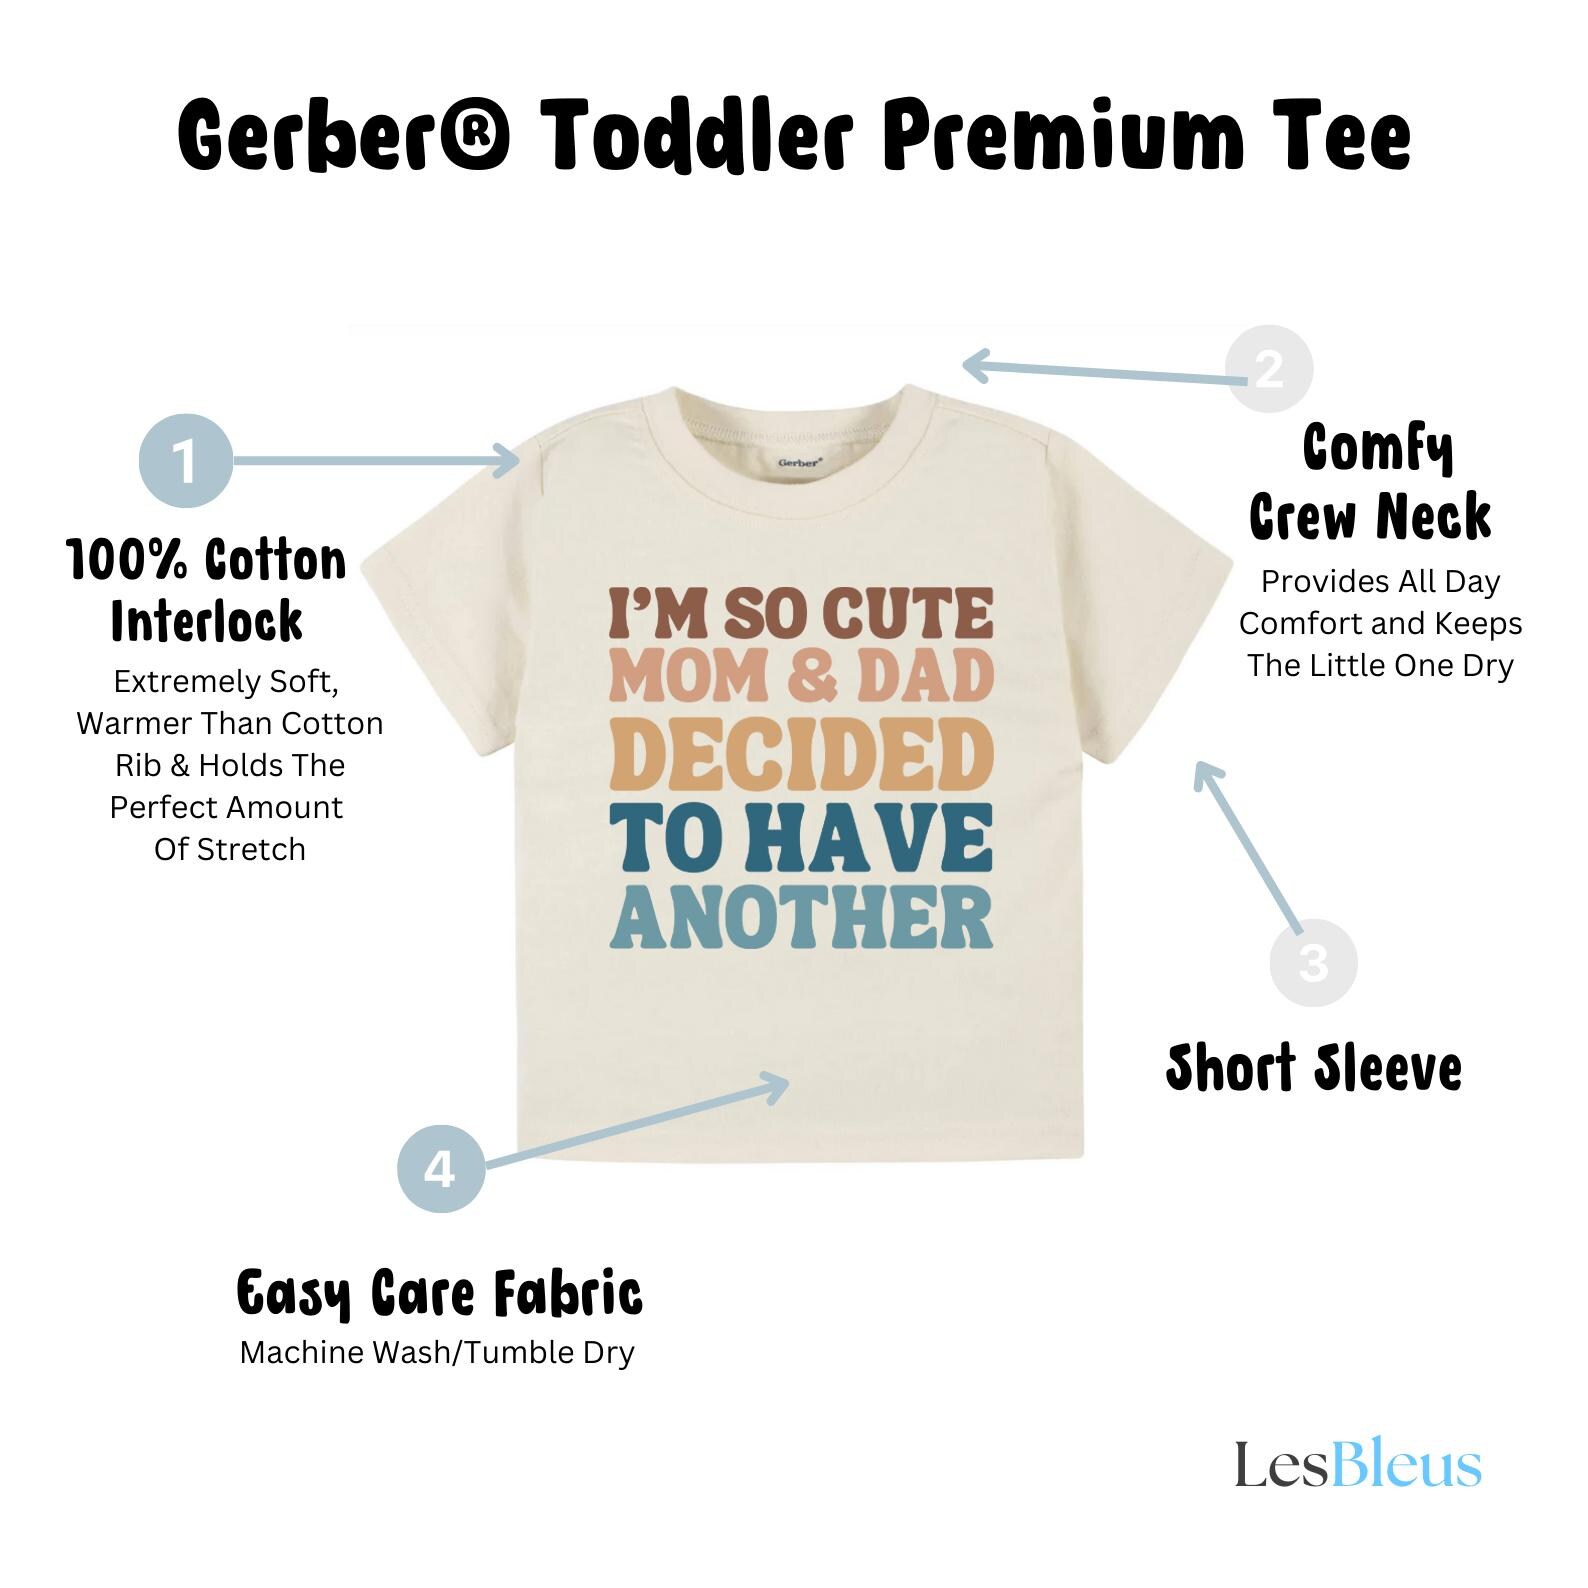 Gerber® Toddler Premium Tee
1
100% Cotton
Interlock
Extremely Soft,
Warmer Than Cotton
Rib & Holds The
Perfect Amount
Of Stretch
2
Comfy
Crew Neck
Provides All Day
Comfort and Keeps
The Little One Dry
Gerber®
I'M SO CUTE
MOM & DAD
DECIDED
TO HAVE
ANOTHER
3
Short Sleeve
4
Easy Care Fabric
Machine Wash/Tumble Dry
LesBleus